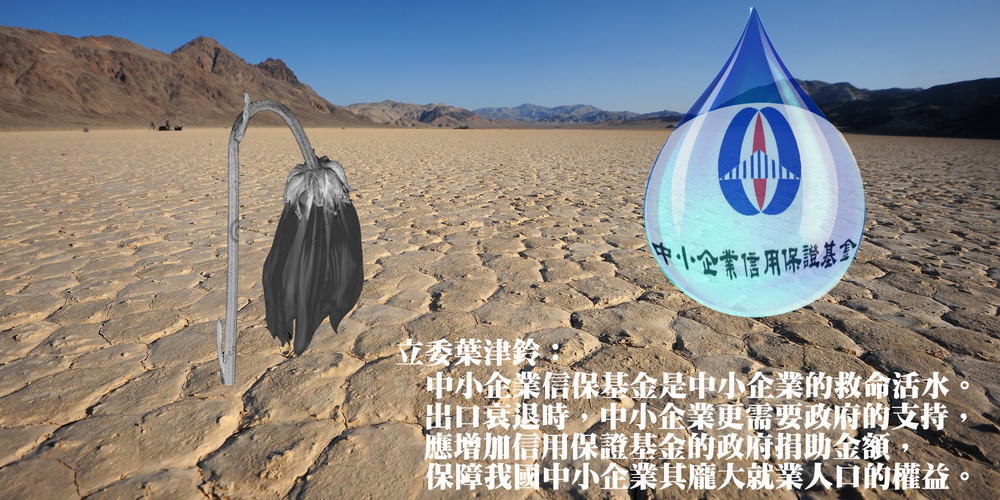 中小企業信用保證基金
立委葉津鈴：
中小企業信保基金是中小企業的救命活水。
出口衰退時，中小企業更需要政府的支持，
應增加信用保證基金的政府捐助金額，
保障我國中小企業其龐大就業人口的權益。